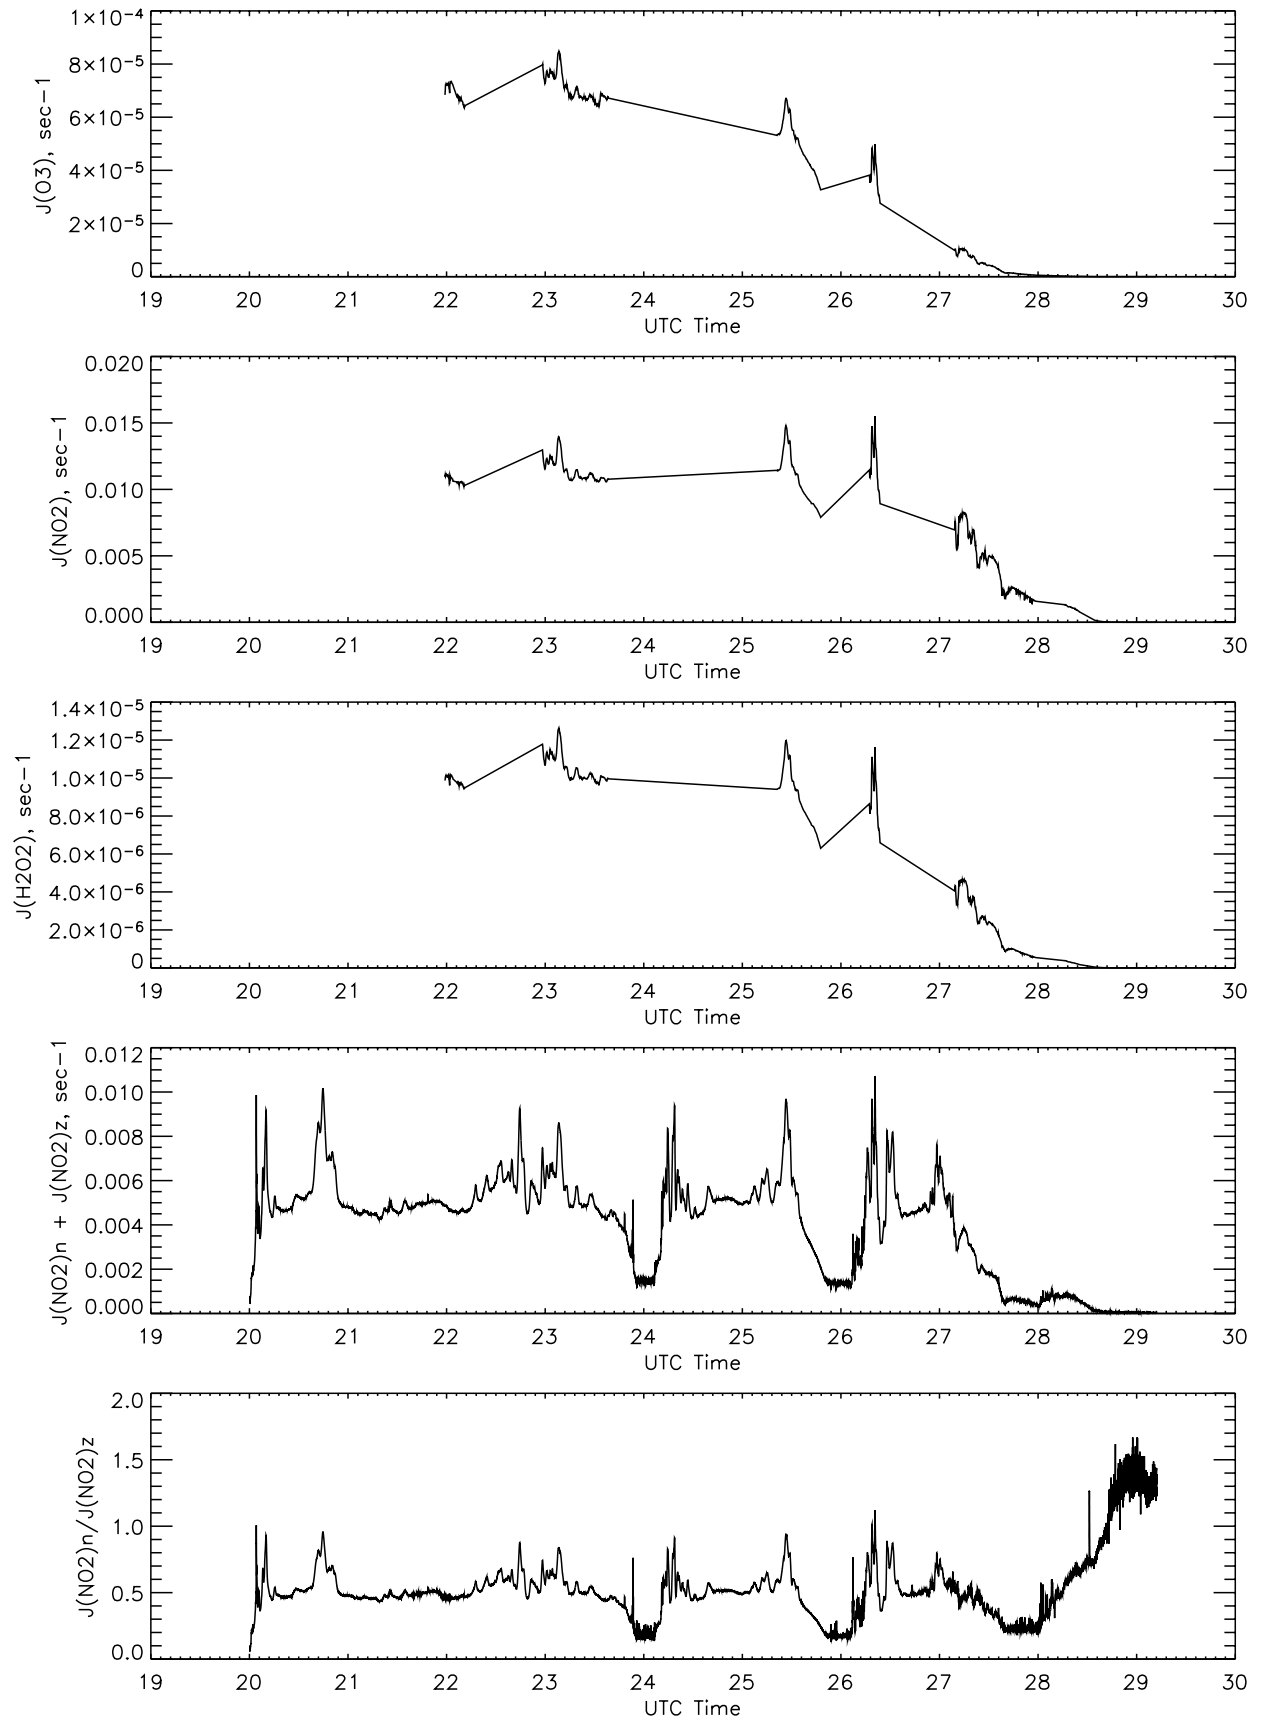 J(O3), sec−1
1×10-4
8×10-5
6×10-5
4×10-5
2×10-5
0
19 20 21 22 23 24 25 26 27 28 29 30
UTC Time
J(NO2), sec−1
0.020
0.015
0.010
0.005
0.000
19 20 21 22 23 24 25 26 27 28 29 30
UTC Time
J(H2O2), sec−1
1.4×10-5
1.2×10-5
1.0×10-5
8.0×10-6
6.0×10-6
4.0×10-6
2.0×10-6
0
19 20 21 22 23 24 25 26 27 28 29 30
UTC Time
J(NO2)n + J(NO2)z, sec−1
0.012
0.010
0.008
0.006
0.004
0.002
0.000
19 20 21 22 23 24 25 26 27 28 29 30
UTC Time
J(NO2)n/J(NO2)z
2.0
1.5
1.0
0.5
0.0
19 20 21 22 23 24 25 26 27 28 29 30
UTC Time